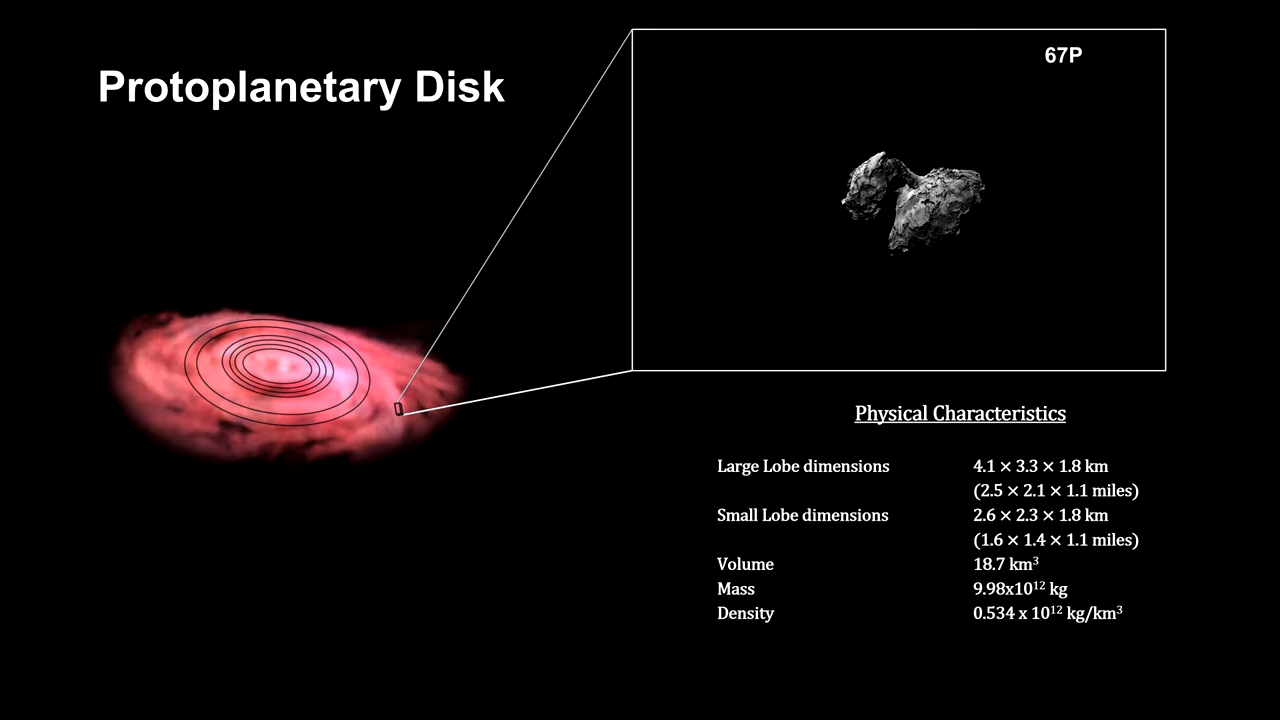 Protoplanetary Disk
67P
Physical Characteristics
Large Lobe dimensions 4.1 × 3.3 × 1.8 km
(2.5 × 2.1 × 1.1 miles)
Small Lobe dimensions 2.6 × 2.3 × 1.8 km
(1.6 × 1.4 × 1.1 miles)
Volume 18.7 km³
Mass 9.98x10¹² kg
Density 0.534 x 10¹² kg/km³